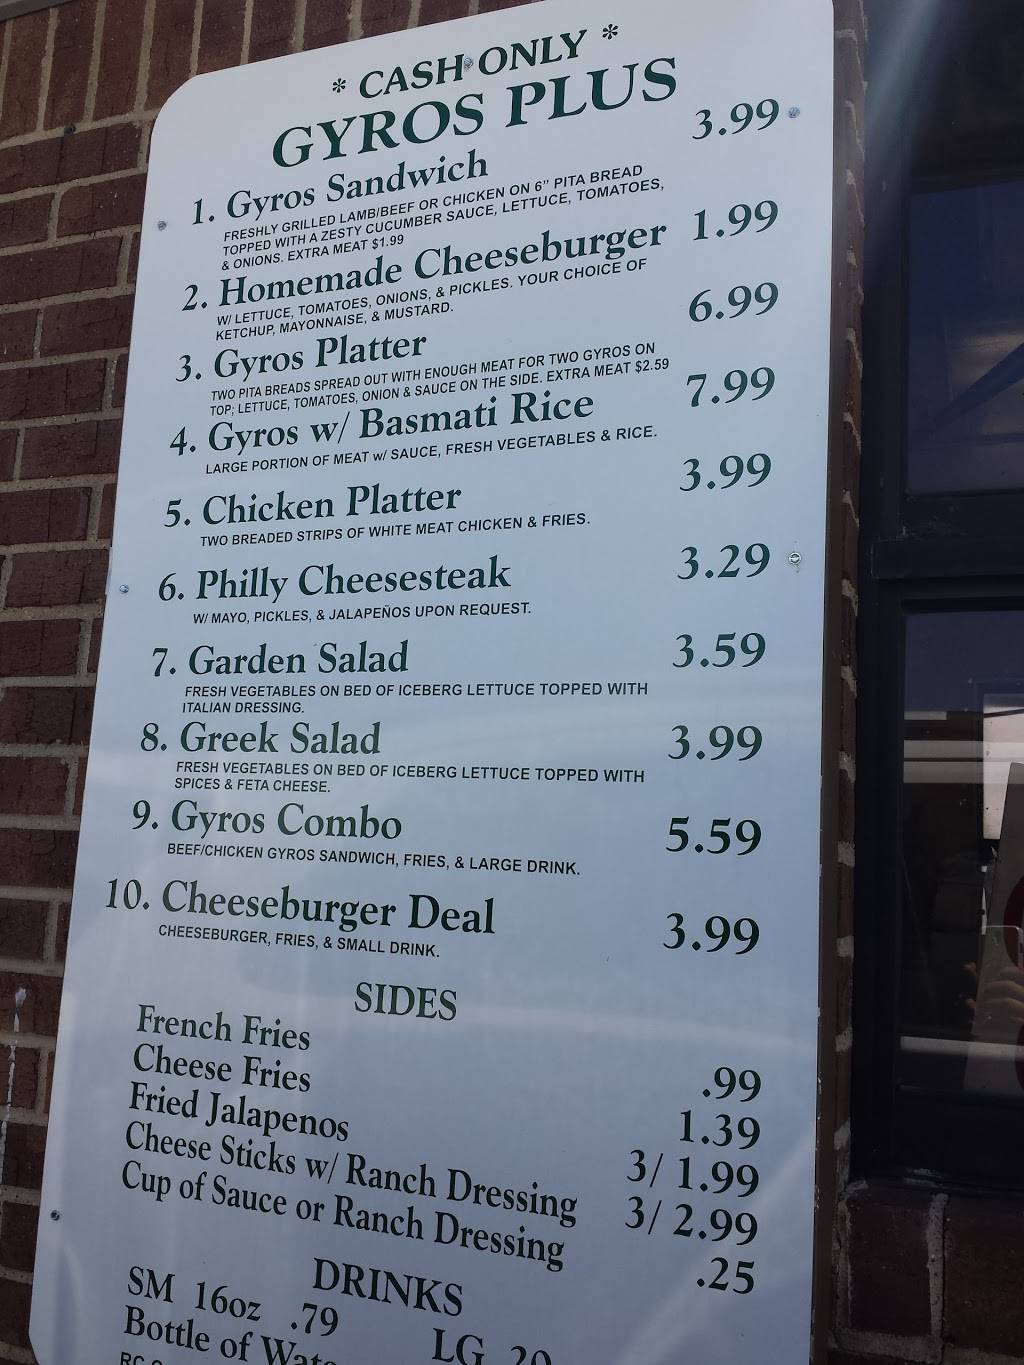 * CASH ONLY *
GYROS PLUS
1. Gyros Sandwich 3.99
FRESHLY GRILLED LAMB/BEEF OR CHICKEN ON 6" PITA BREAD
TOPPED WITH A ZESTY CUCUMBER SAUCE, LETTUCE, TOMATOES,
& ONIONS. EXTRA MEAT $1.99
2. Homemade Cheeseburger 1.99
W/ LETTUCE, TOMATOES, ONIONS, & PICKLES. YOUR CHOICE OF
KETCHUP, MAYONNAISE, & MUSTARD.
3. Gyros Platter 6.99
TWO PITA BREADS SPREAD OUT WITH ENOUGH MEAT FOR TWO GYROS ON
TOP; LETTUCE, TOMATOES, ONION & SAUCE ON THE SIDE. EXTRA MEAT $2.59
4. Gyros w/ Basmati Rice 7.99
LARGE PORTION OF MEAT w/ SAUCE, FRESH VEGETABLES & RICE.
5. Chicken Platter 3.99
TWO BREADED STRIPS OF WHITE MEAT CHICKEN & FRIES.
6. Philly Cheesesteak 3.29
W/ MAYO, PICKLES, & JALAPEÑOS UPON REQUEST.
7. Garden Salad 3.59
FRESH VEGETABLES ON BED OF ICEBERG LETTUCE TOPPED WITH
ITALIAN DRESSING.
8. Greek Salad 3.99
FRESH VEGETABLES ON BED OF ICEBERG LETTUCE TOPPED WITH
SPICES & FETA CHEESE.
9. Gyros Combo 5.59
BEEF/CHICKEN GYROS SANDWICH, FRIES, & LARGE DRINK.
10. Cheeseburger Deal 3.99
CHEESEBURGER, FRIES, & SMALL DRINK.
SIDES
French Fries .99
Cheese Fries 1.39
Fried Jalapenos 3/ 1.99
Cheese Sticks w/ Ranch Dressing 3/ 2.99
Cup of Sauce or Ranch Dressing .25
DRINKS
SM 16oz .79 LG 20
Bottle of